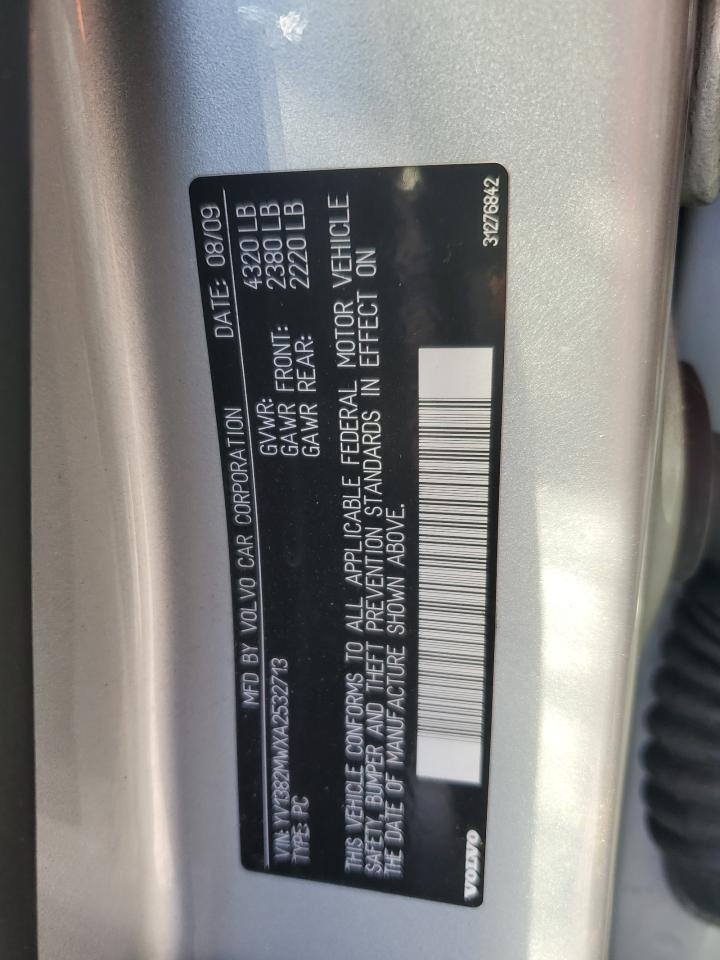 MFD BY VOLVO CAR CORPORATION DATE: 08/09
GVWR: 4320 LB
GAWR FRONT: 2380 LB
GAWR REAR: 2220 LB
VIN: YV1382MWXA2532713
TYPE: PC
THIS VEHICLE CONFORMS TO ALL APPLICABLE FEDERAL MOTOR VEHICLE
SAFETY, BUMPER AND THEFT PREVENTION STANDARDS IN EFFECT ON
THE DATE OF MANUFACTURE SHOWN ABOVE.
VOLVO
31276842